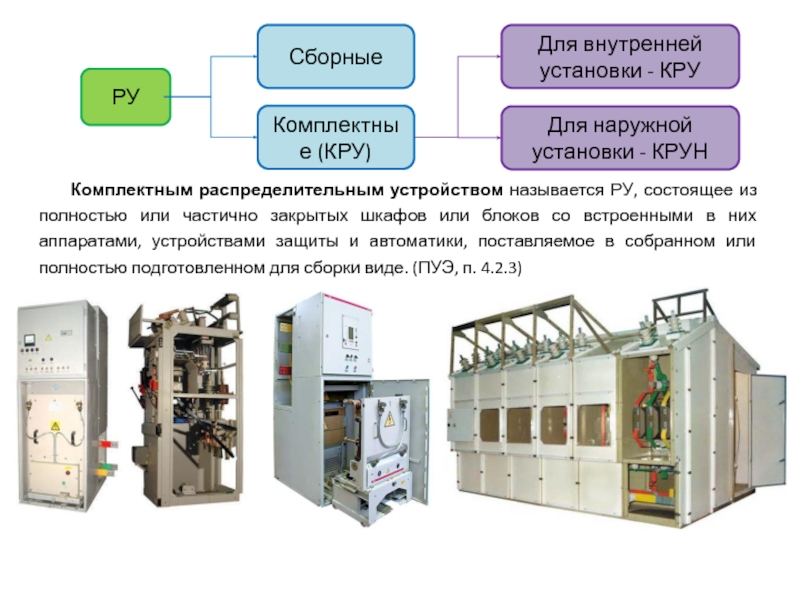 РУ
Сборные
Комплектны
е (КРУ)
Для внутренней
установки - КРУ
Для наружной
установки - КРУН
Комплектным распределительным устройством называется РУ, состоящее из
полностью или частично закрытых шкафов или блоков со встроенными в них
аппаратами, устройствами защиты и автоматики, поставляемое в собранном или
полностью подготовленном для сборки виде. (ПУЭ, п. 4.2.3)